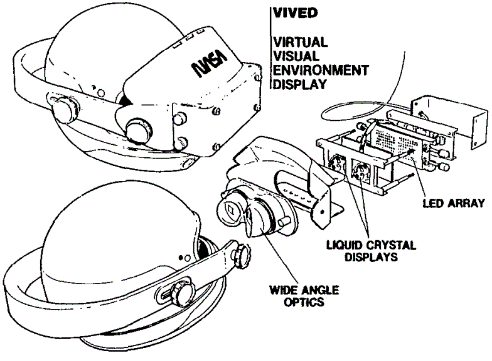 VIVED
VIRTUAL
VISUAL
ENVIRONMENT
DISPLAY
NASA
LED ARRAY
LIQUID CRYSTAL
DISPLAYS
WIDE ANGLE
OPTICS